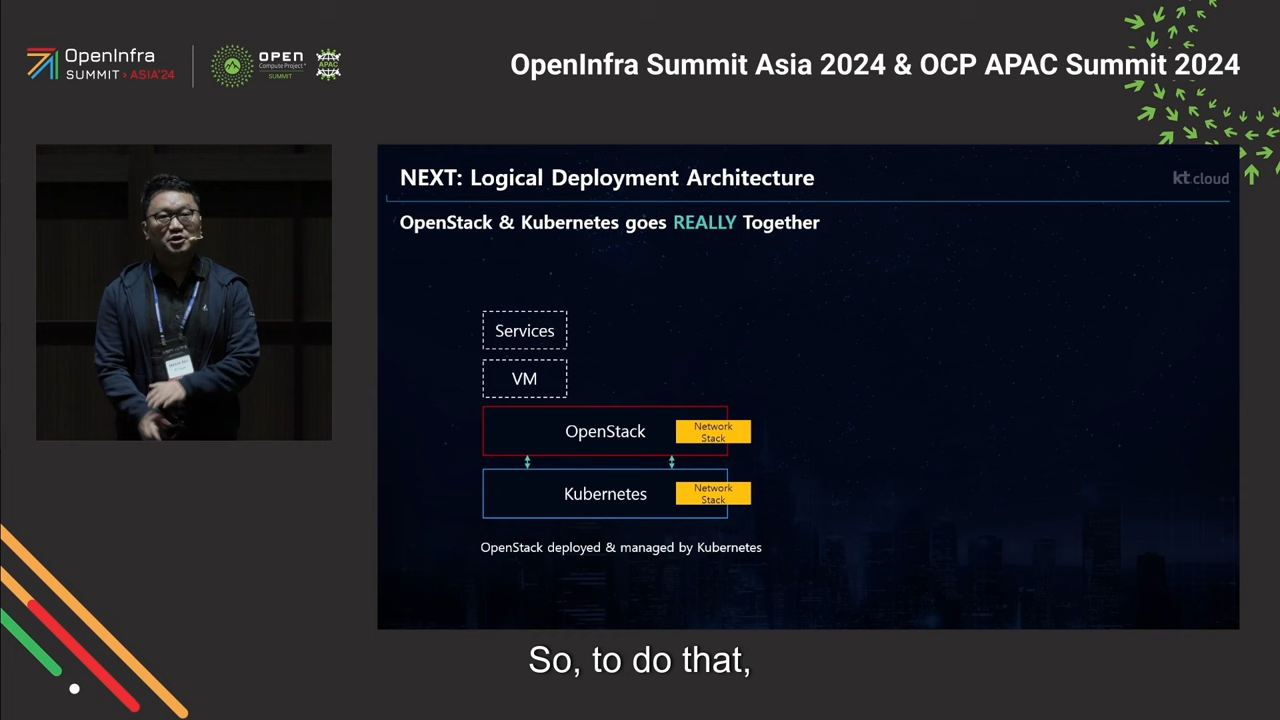 OpenInfra
SUMMIT › ASIA'24
OPEN
Compute Project®
SUMMIT
APAC
OpenInfra Summit Asia 2024 & OCP APAC Summit 2024
NEXT: Logical Deployment Architecture
kt cloud
OpenStack & Kubernetes goes REALLY Together
Services
VM
OpenStack
Network
Stack
Kubernetes
Network
Stack
OpenStack deployed & managed by Kubernetes
So, to do that,